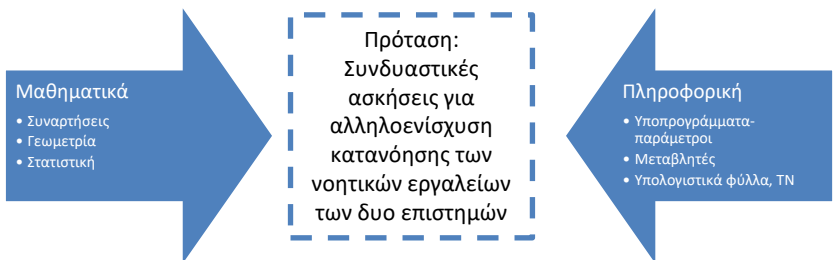 Μαθηματικά
• Συναρτήσεις
• Γεωμετρία
• Στατιστική
Πρόταση:
Συνδυαστικές
ασκήσεις για
αλληλοενίσχυση
κατανόησης των
νοητικών εργαλείων
των δυο επιστημών
Πληροφορική
• Υποπρογράμματα-
παράμετροι
• Μεταβλητές
• Υπολογιστικά φύλλα, ΤΝ